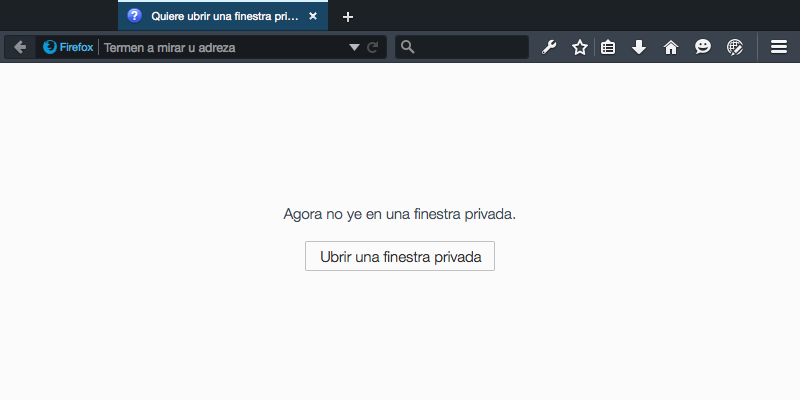 Quiere ubrir una finestra pri...
Firefox
Termen a mirar u adreza
Agora no ye en una finestra privada.
Ubrir una finestra privada